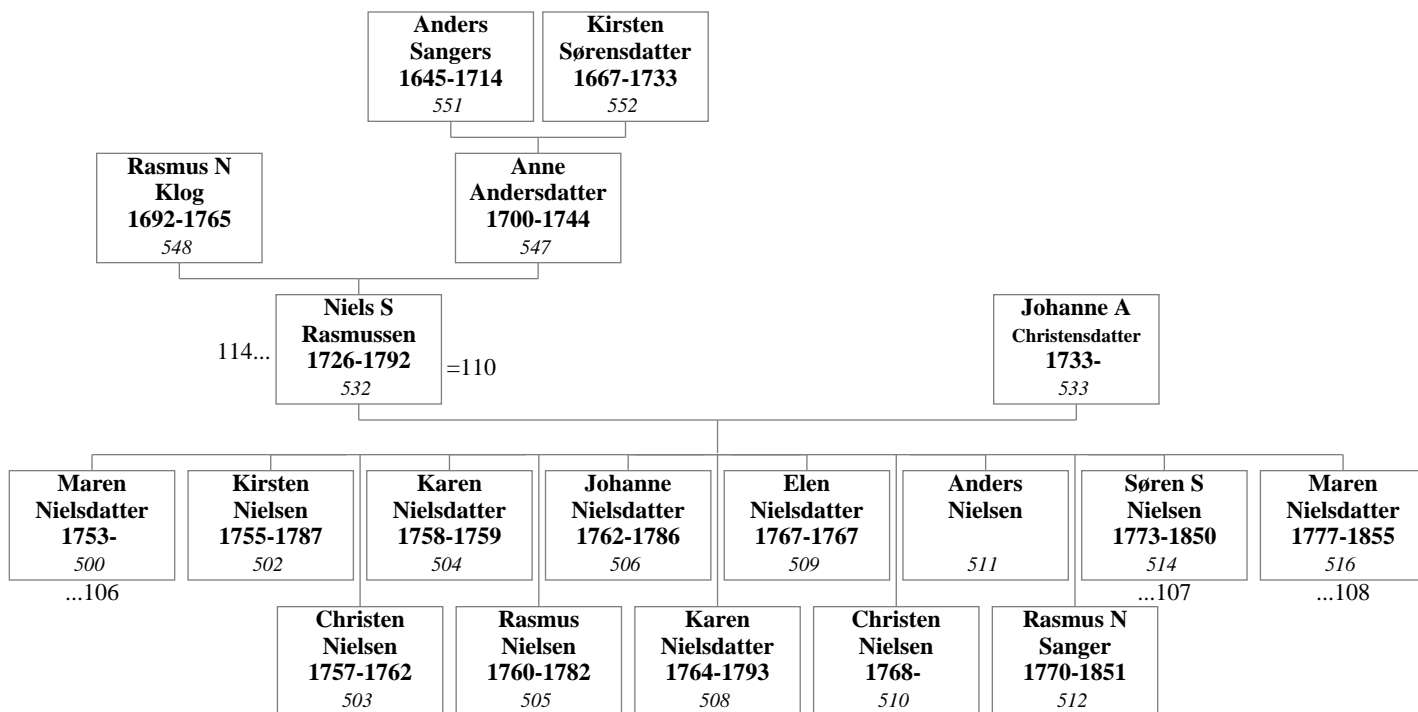 Anders
Sangers
1645-1714
551
Kirsten
Sørensdatter
1667-1733
552
Rasmus N
Klog
1692-1765
548
Anne
Andersdatter
1700-1744
547
114...
Niels S
Rasmussen
1726-1792
532
=110
Johanne A
Christensdatter
1733-
533
Maren
Nielsdatter
1753-
500
...106
Kirsten
Nielsen
1755-1787
502
Karen
Nielsdatter
1758-1759
504
Johanne
Nielsdatter
1762-1786
506
Elen
Nielsdatter
1767-1767
509
Anders
Nielsen
511
Søren S
Nielsen
1773-1850
514
...107
Maren
Nielsdatter
1777-1855
516
...108
Christen
Nielsen
1757-1762
503
Rasmus
Nielsen
1760-1782
505
Karen
Nielsdatter
1764-1793
508
Christen
Nielsen
1768-
510
Rasmus N
Sanger
1770-1851
512